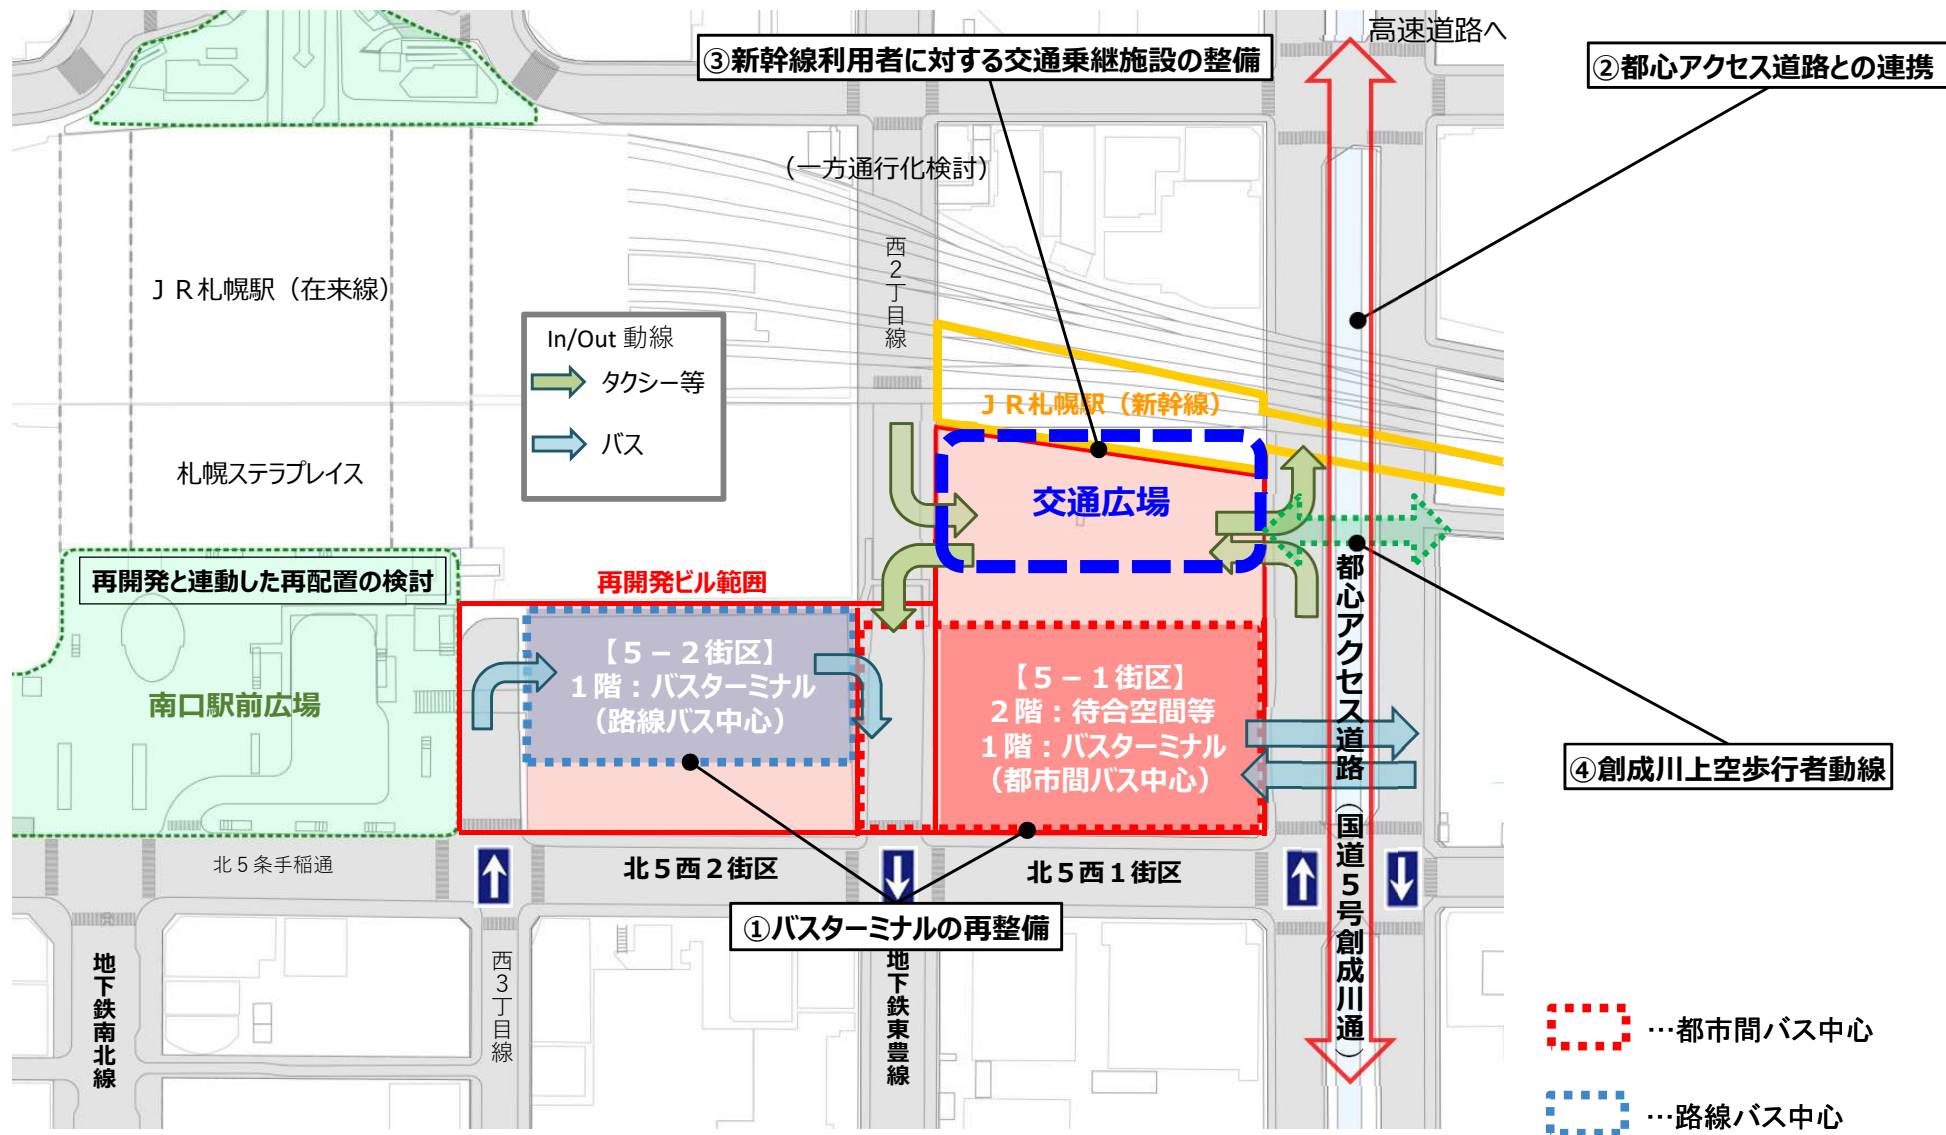 高速道路へ
③新幹線利用者に対する交通乗継施設の整備
②都心アクセス道路との連携
(一方通行化検討)
西2丁目線
JR札幌駅（在来線）
In/Out 動線
タクシー等
バス
JR札幌駅（新幹線）
札幌ステラプレイス
交通広場
再開発と連動した再配置の検討
再開発ビル範囲
都心アクセス道路（国道5号創成川通）
【5－2街区】
1階：バスターミナル
（路線バス中心）
【5－1街区】
2階：待合空間等
1階：バスターミナル
（都市間バス中心）
南口駅前広場
④創成川上空歩行者動線
北5条手稲通
北5西2街区
北5西1街区
①バスターミナルの再整備
地下鉄南北線
西3丁目線
地下鉄東豊線
…都市間バス中心
…路線バス中心